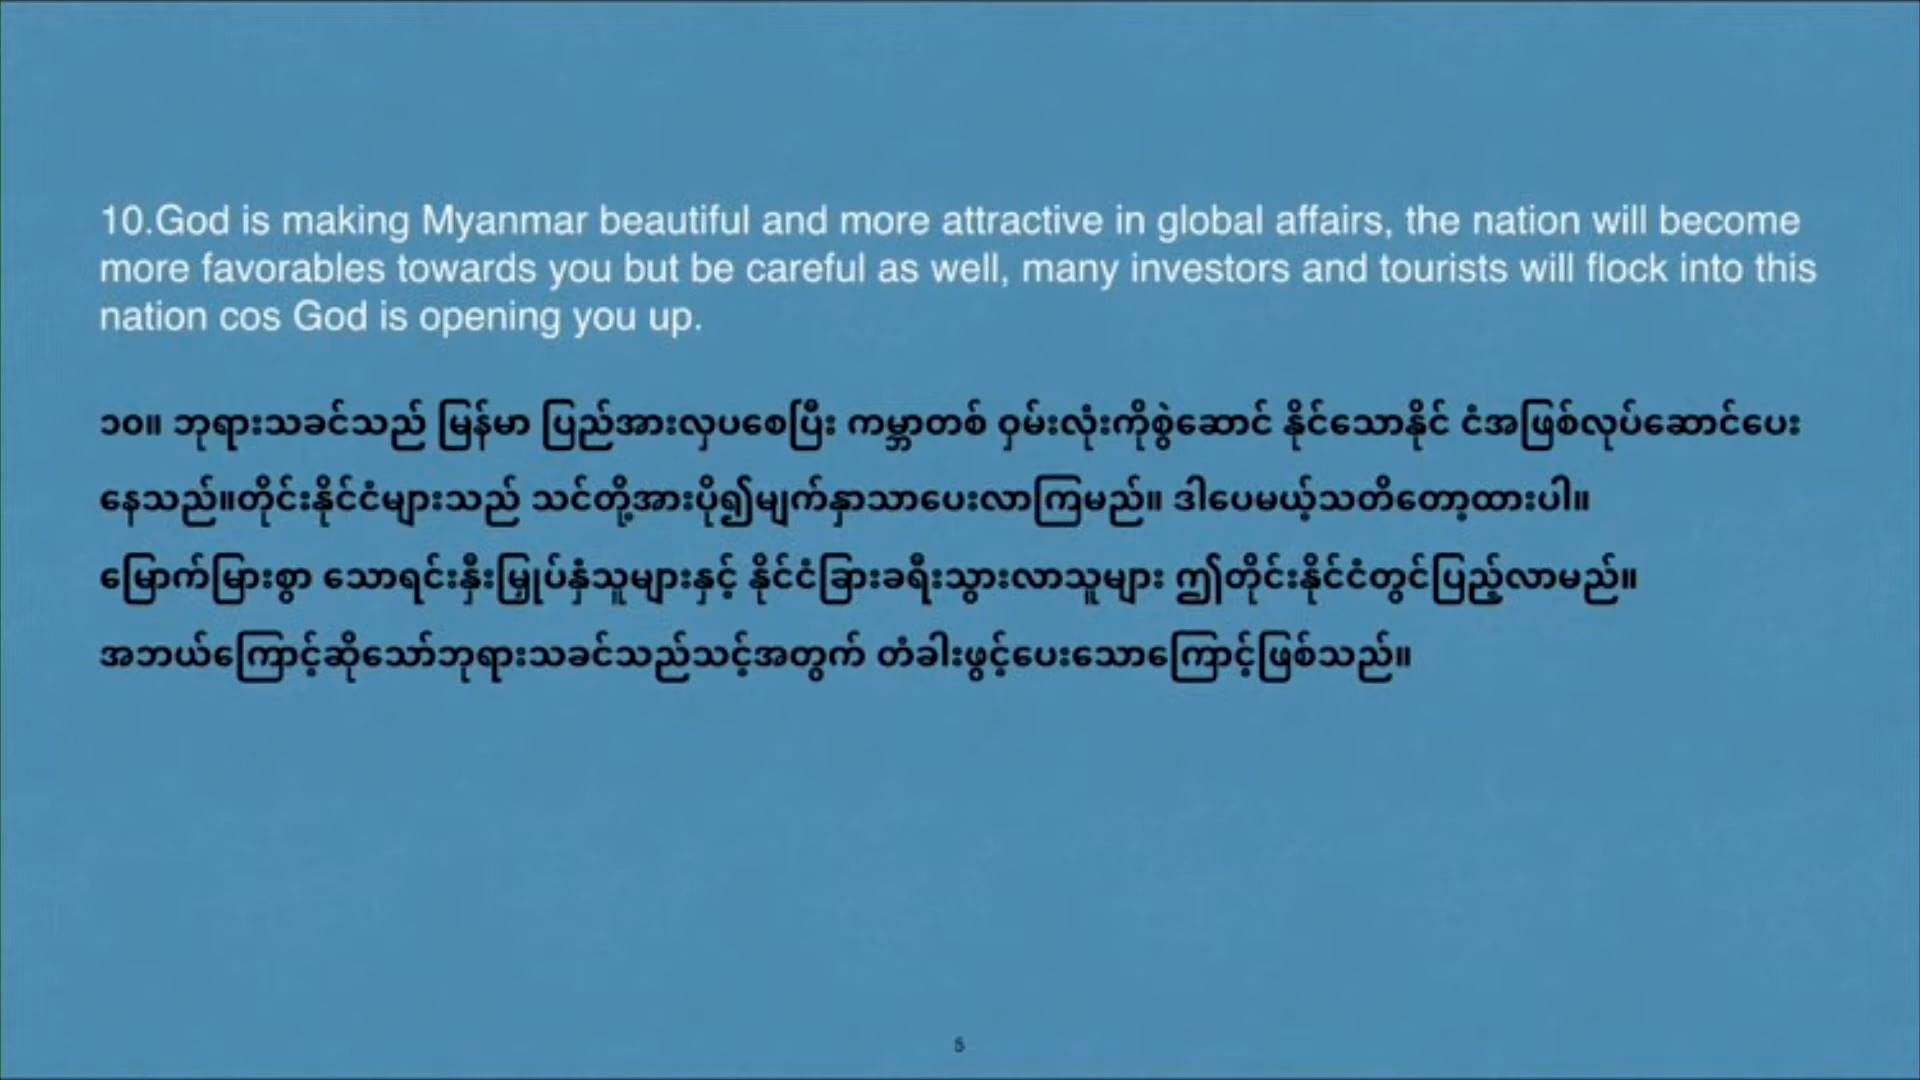 10.God is making Myanmar beautiful and more attractive in global affairs, the nation will become
more favorables towards you but be careful as well, many investors and tourists will flock into this
nation cos God is opening you up.
၁၀။ ဘုရားသခင်သည် မြန်မာ ပြည်အားလှပစေပြီး ကမ္ဘာတစ် ဝှမ်းလုံးကိုစွဲဆောင် နိုင်သောနိုင် ငံအဖြစ်လုပ်ဆောင်ပေး
နေသည်။တိုင်းနိုင်ငံများသည် သင်တို့အားပို၍မျက်နှာသာပေးလာကြမည်။ ဒါပေမယ့်သတိတော့ထားပါ။
မြောက်မြားစွာ သောရင်းနှီးမြှုပ်နှံသူများနှင့် နိုင်ငံခြားခရီးသွားလာသူများ ဤတိုင်းနိုင်ငံတွင်ပြည့်လာမည်။
အဘယ်ကြောင့်ဆိုသော်ဘုရားသခင်သည်သင့်အတွက် တံခါးဖွင့်ပေးသောကြောင့်ဖြစ်သည်။
5